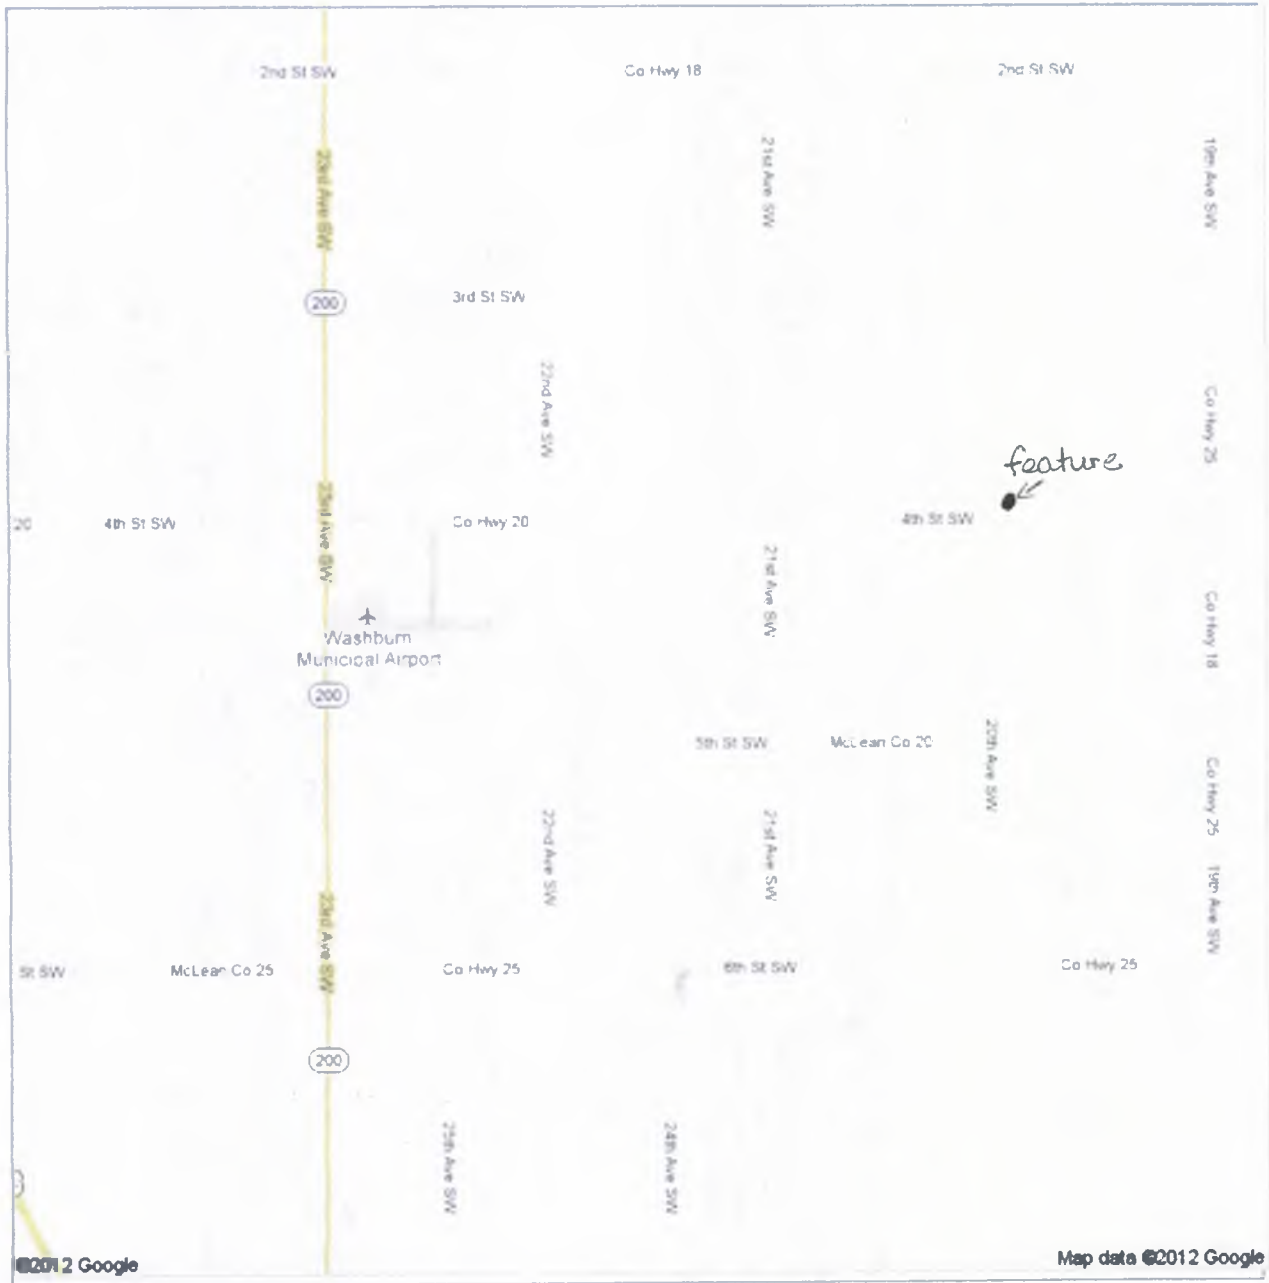 2nd St SW Co Hwy 18 2nd St SW
23rd Ave SW
21st Ave SW
19th Ave SW
200
3rd St SW
22nd Ave SW
Co Hwy 25
feature
20 4th St SW Co Hwy 20 4th St SW
23rd Ave SW
21st Ave SW
Co Hwy 18
Washburn
Municipal Airport
200
5th St SW McLean Co 20
20th Ave SW
Co Hwy 25
22nd Ave SW
21st Ave SW
19th Ave SW
23rd Ave SW
St SW McLean Co 25 Co Hwy 25 6th St SW Co Hwy 25
200
25th Ave SW
24th Ave SW
©2012 Google
Map data ©2012 Google